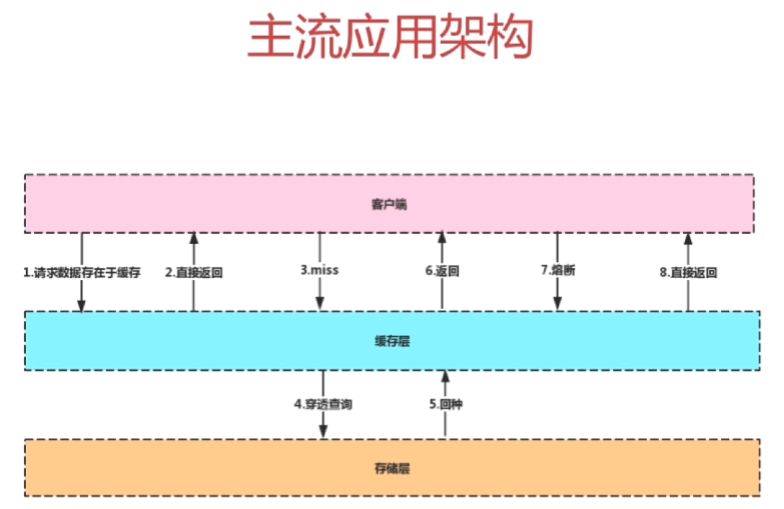 主流应用架构
客户端
1.请求数据存在于缓存
2.直接返回
3.miss
6.返回
7.熔断
8.直接返回
缓存层
4.穿透查询
5.回种
存储层